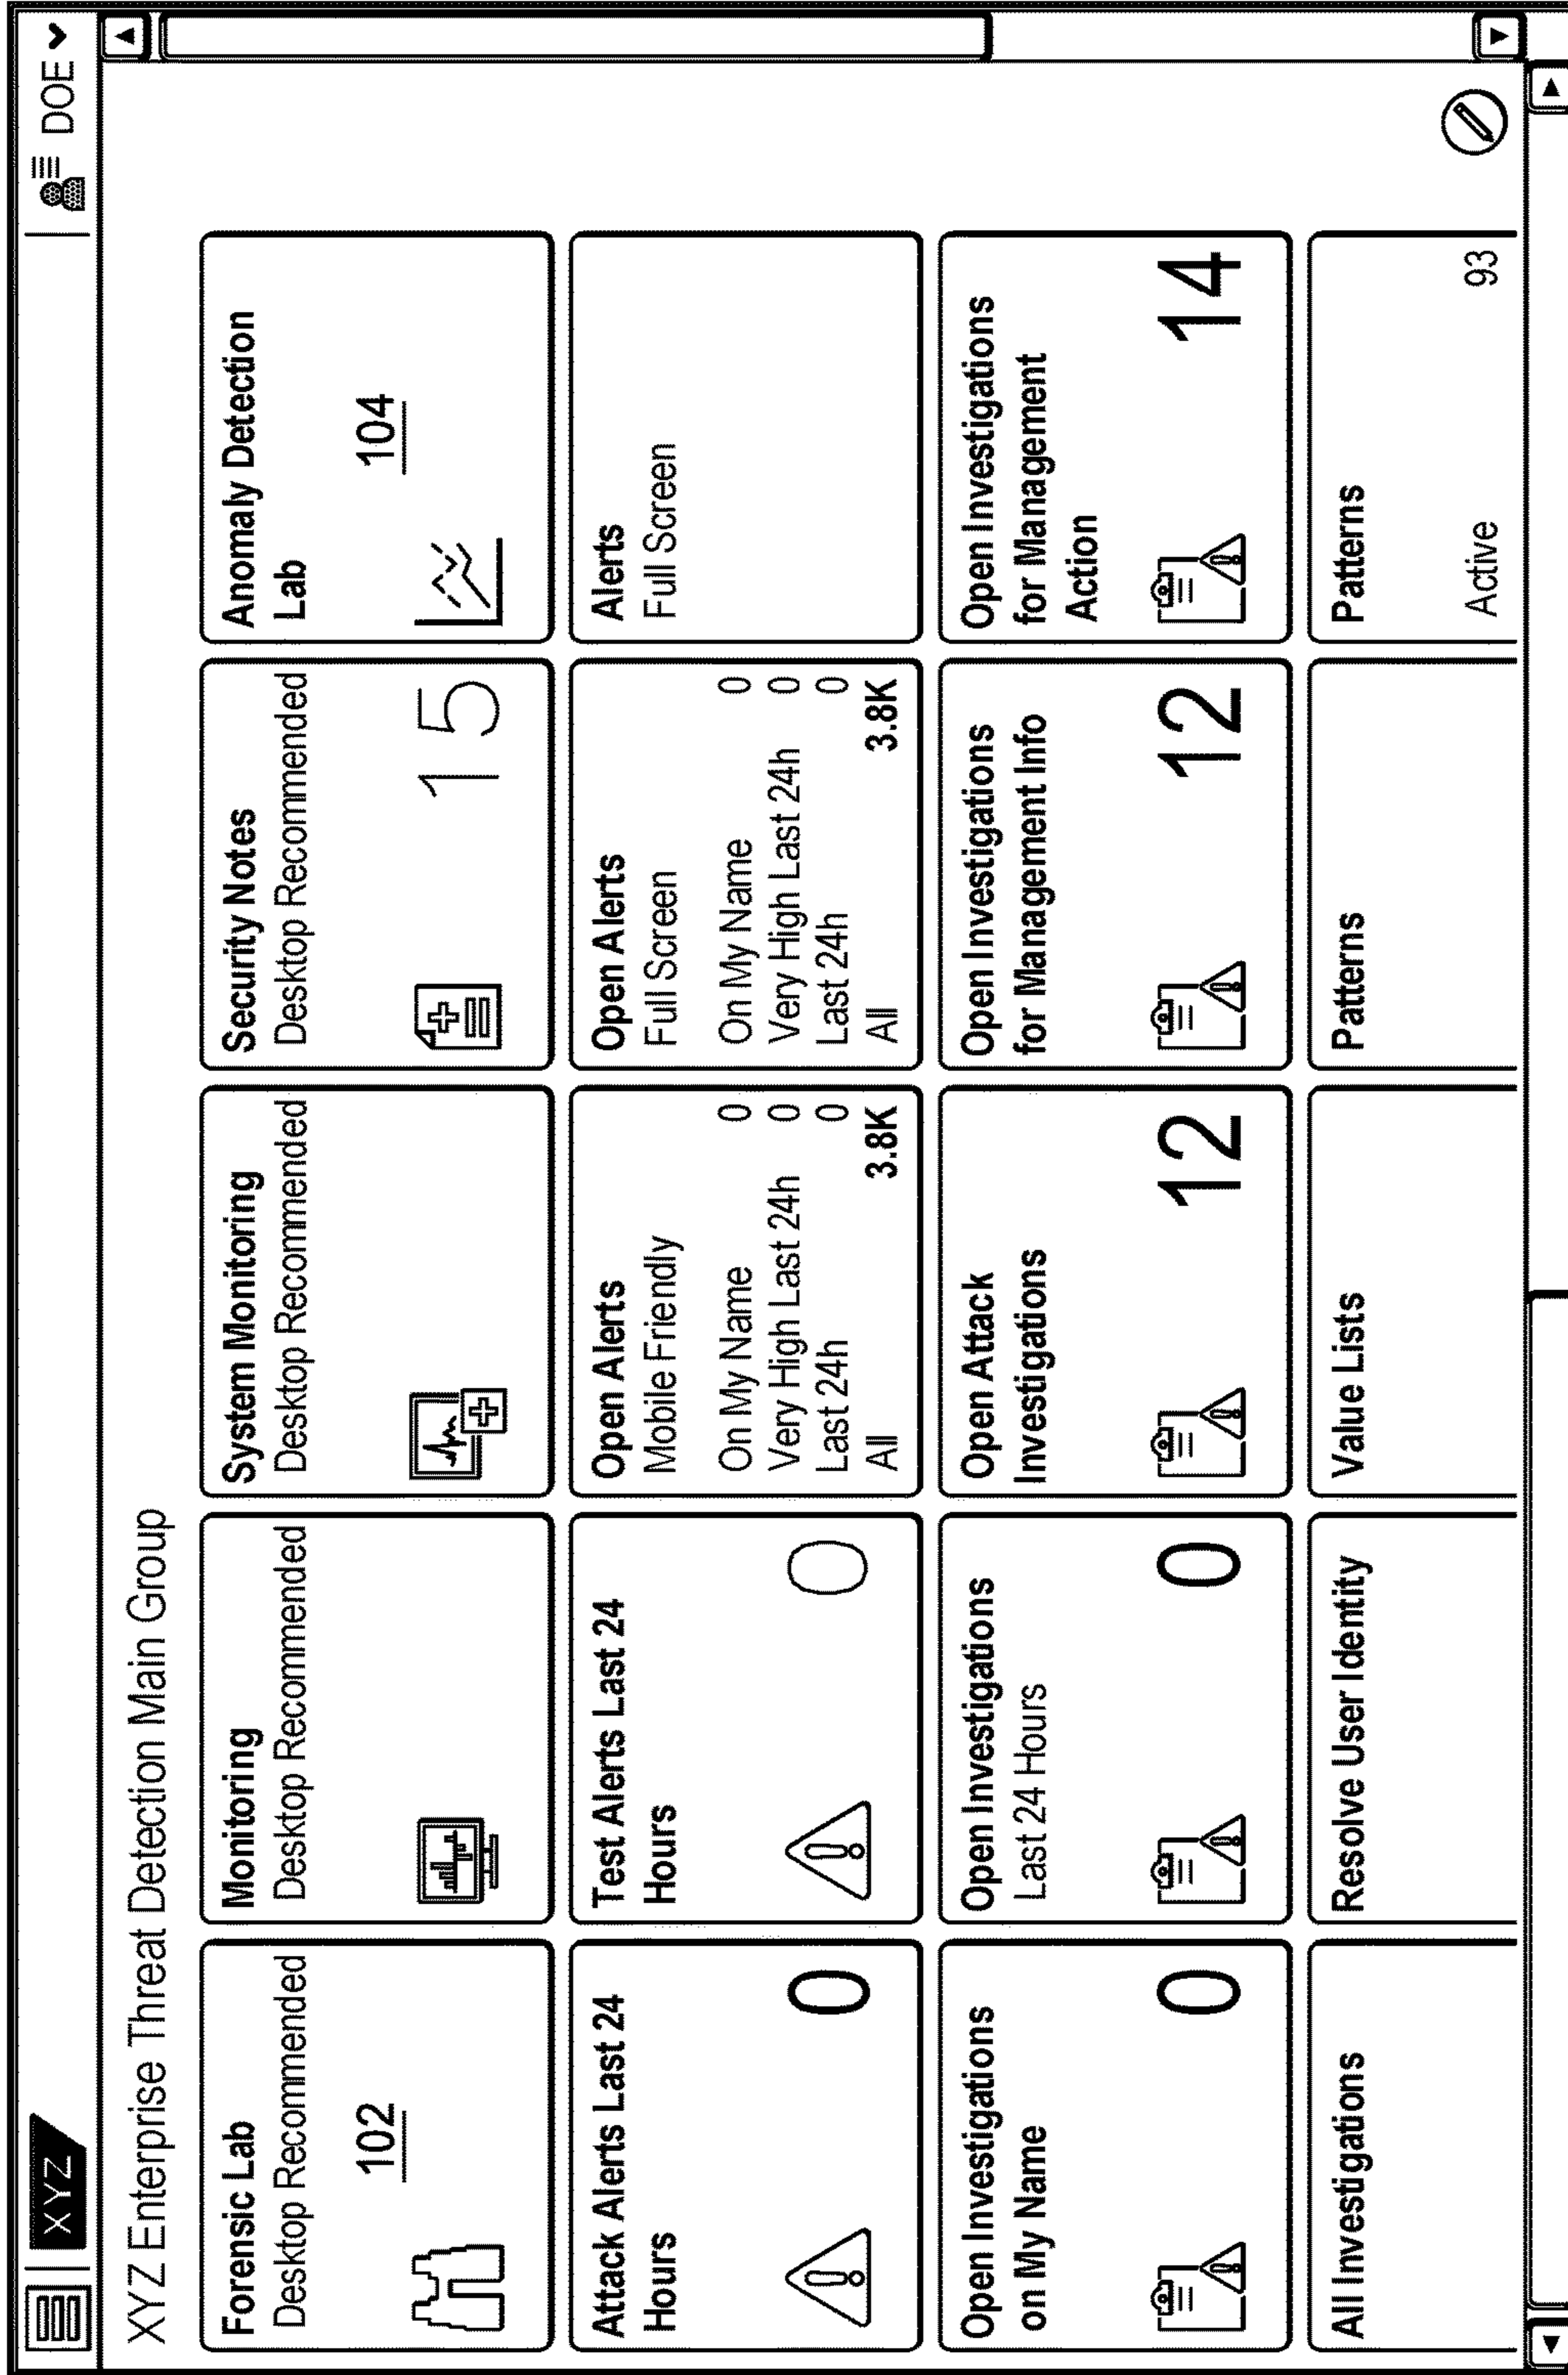 XYZ
DOE
XYZ Enterprise Threat Detection Main Group
Forensic Lab
Desktop Recommended
102
Monitoring
Desktop Recommended
System Monitoring
Desktop Recommended
Security Notes
Desktop Recommended
15
Anomaly Detection
Lab
104
Attack Alerts Last 24
Hours
0
Test Alerts Last 24
Hours
0
Open Alerts
Mobile Friendly
On My Name 0
Very High Last 24h 0
Last 24h 0
All 3.8K
Open Alerts
Full Screen
On My Name 0
Very High Last 24h 0
Last 24h 0
All 3.8K
Alerts
Full Screen
Open Investigations
on My Name
0
Open Investigations
Last 24 Hours
0
Open Attack
Investigations
12
Open Investigations
for Management Info
12
Open Investigations
for Management
Action
14
All Investigations
Resolve User Identity
Value Lists
Patterns
Patterns
Active 93